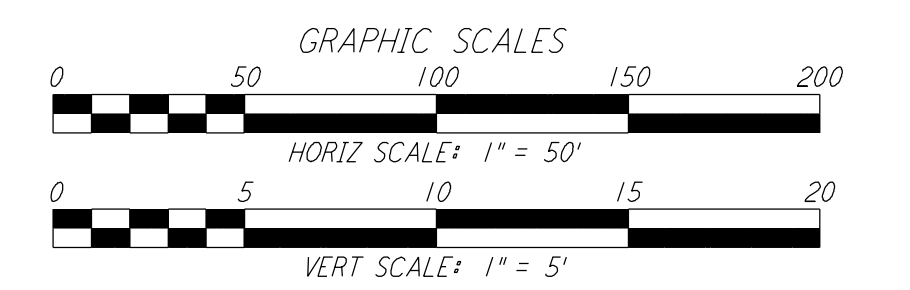 GRAPHIC SCALES
0 50 100 150 200
HORIZ SCALE: 1" = 50'
0 5 10 15 20
VERT SCALE: 1" = 5'